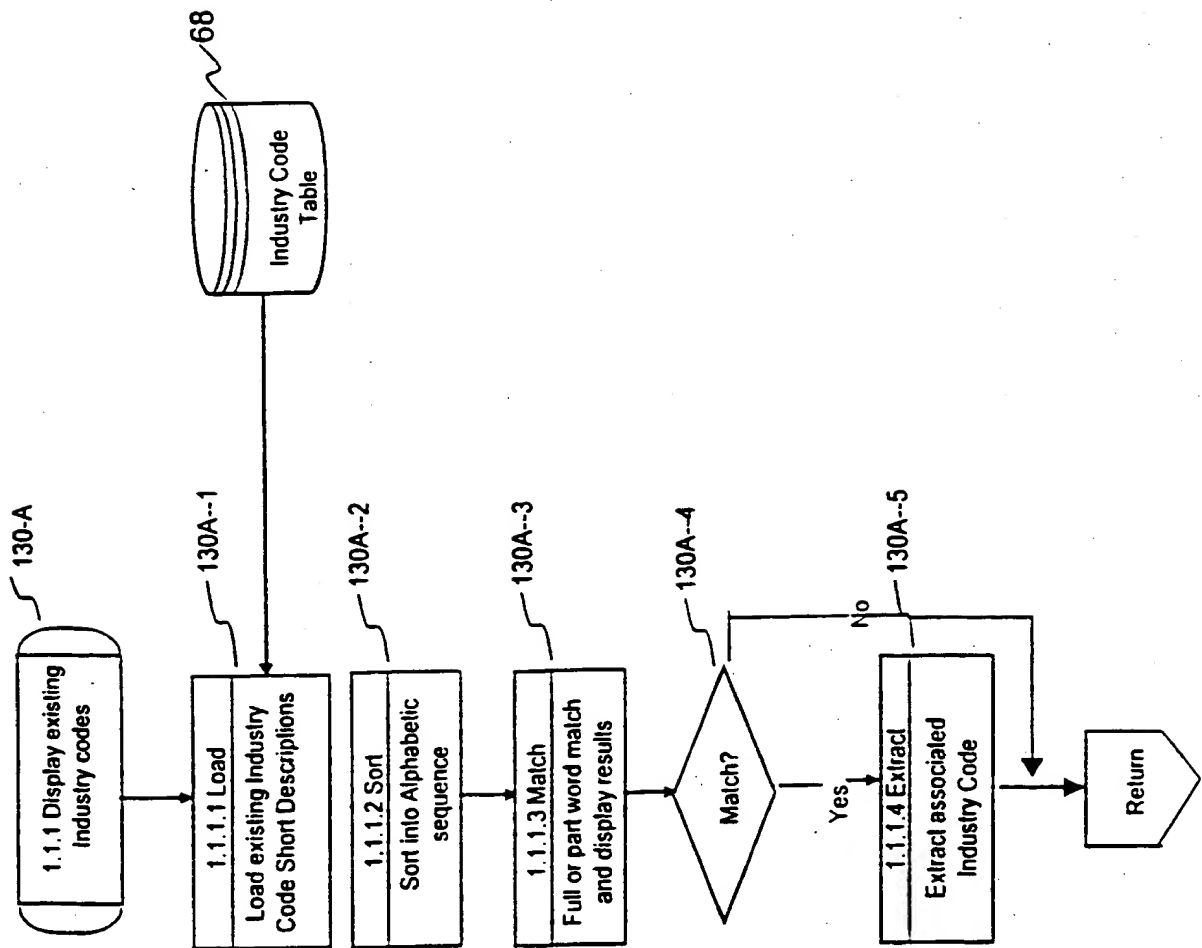 130-A
1.1.1 Display existing
Industry codes
68
Industry Code
Table
130A--1
1.1.1.1 Load
Load existing Industry
Code Short Descriptions
130A--2
1.1.1.2 Sort
Sort into Alphabetic
sequence
130A--3
1.1.1.3 Match
Full or part word match
and display results
130A--4
Match?
No
Yes
130A--5
1.1.1.4 Extract
Extract associaled
Industry Code
Return